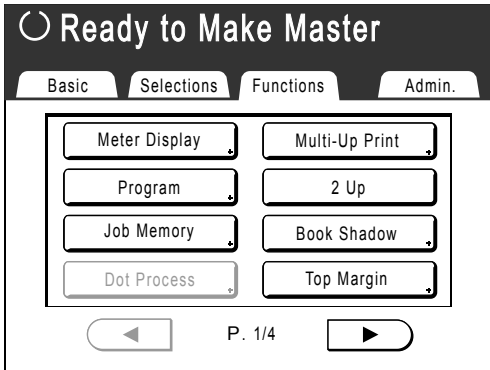 Ready to Make Master
Basic Selections Functions Admin.
Meter Display Multi-Up Print
Program 2 Up
Job Memory Book Shadow
Dot Process Top Margin
P. 1/4